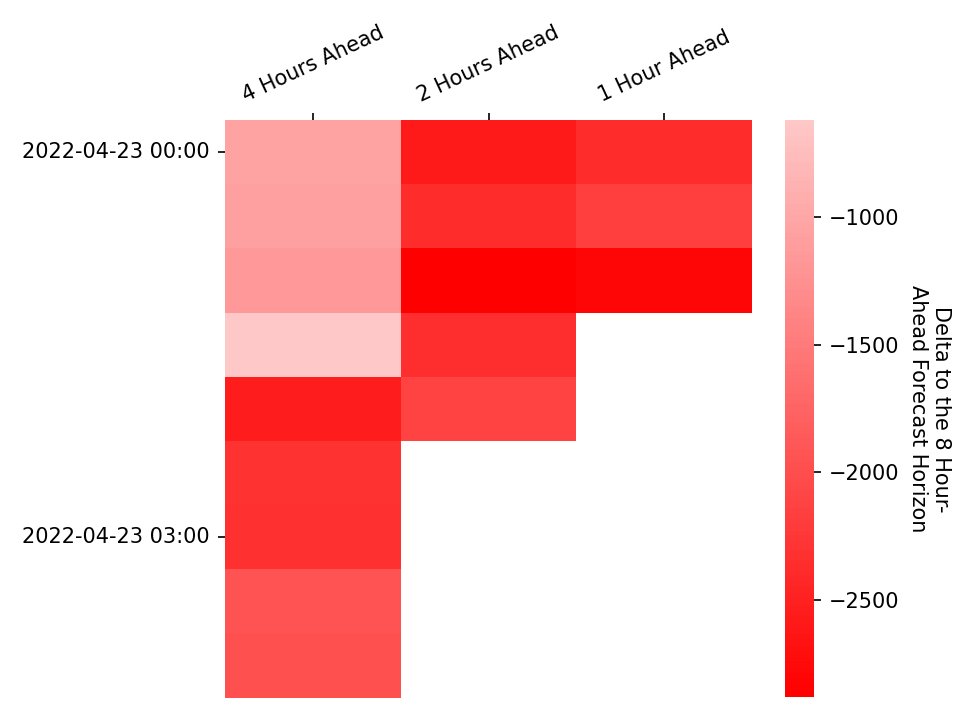 4 Hours Ahead
2 Hours Ahead
1 Hour Ahead
2022-04-23 00:00
2022-04-23 03:00
−1000
−1500
−2000
−2500
Delta to the 8 Hour-
Ahead Forecast Horizon